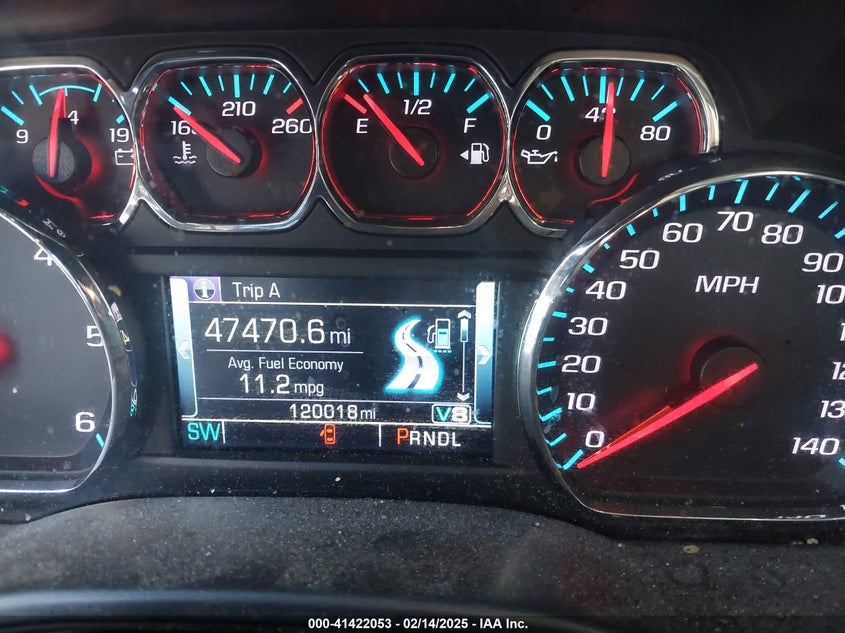 9 14 19
160 210 260
E 1/2 F
0 40 80
4
5
6
Trip A
47470.6 mi
Avg. Fuel Economy
11.2 mpg
120018 mi V8
SW PRNDL
MPH
0 10 20 30 40 50 60 70 80 90
140
000-41422053 - 02/14/2025 - IAA Inc.